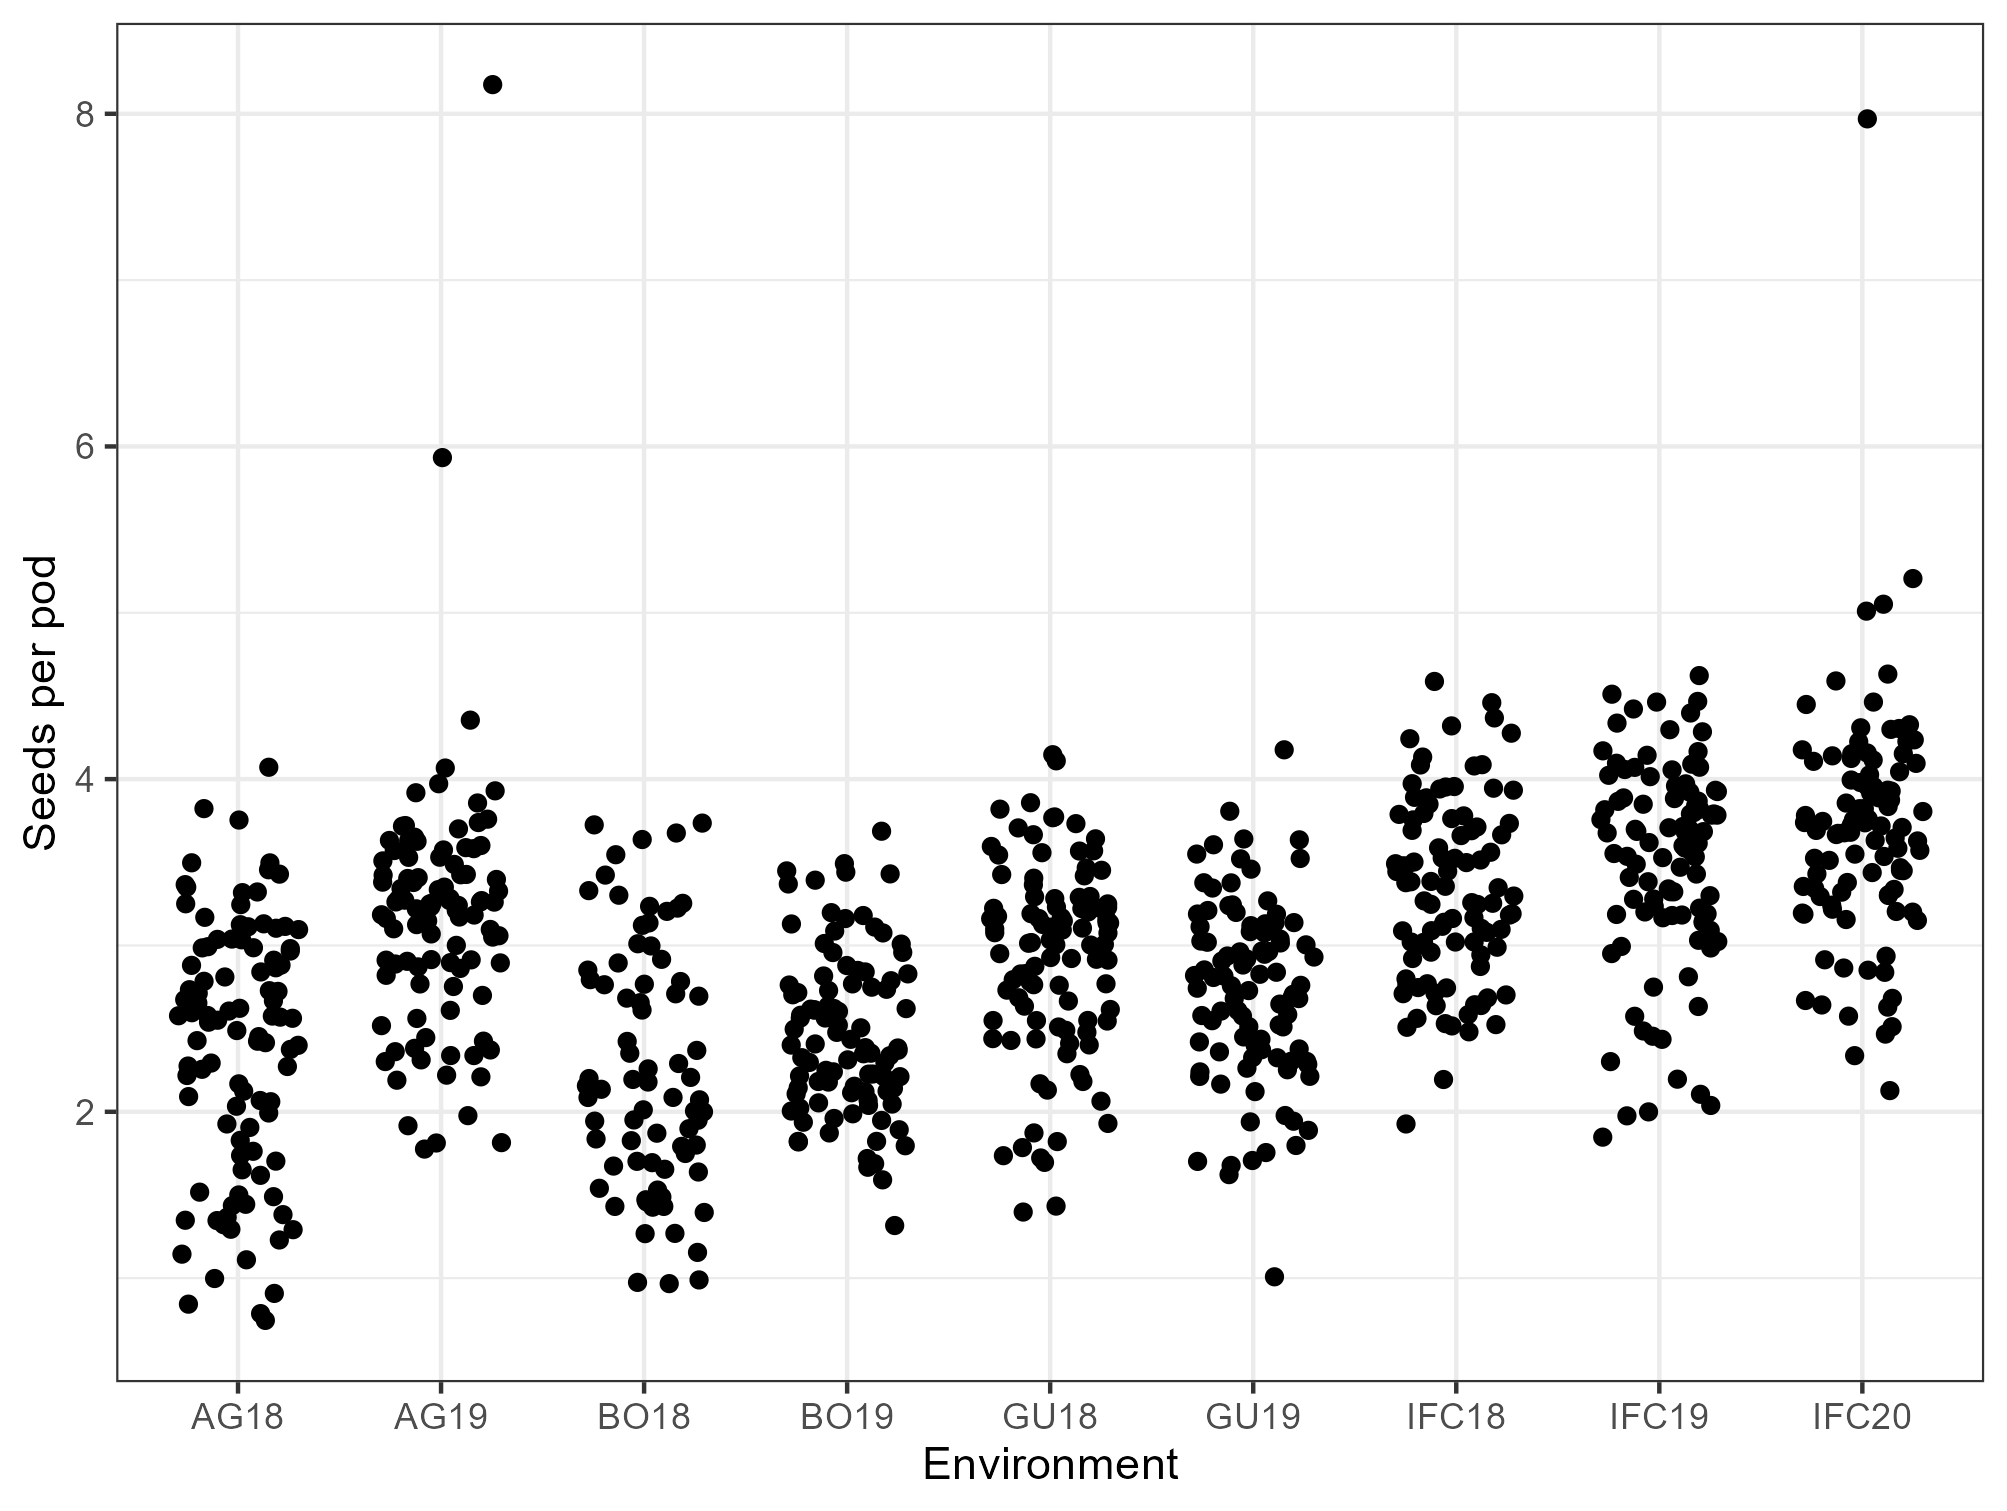 Seeds per pod
8
6
4
2
AG18 AG19 BO18 BO19 GU18 GU19 IFC18 IFC19 IFC20
Environment